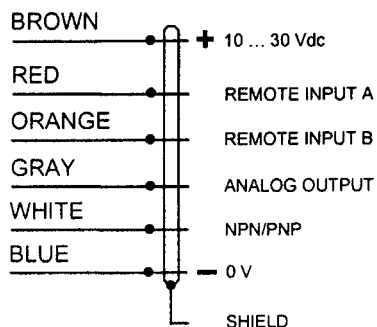 BROWN
+ 10 ... 30 Vdc
RED
REMOTE INPUT A
ORANGE
REMOTE INPUT B
GRAY
ANALOG OUTPUT
WHITE
NPN/PNP
BLUE
− 0 V
SHIELD